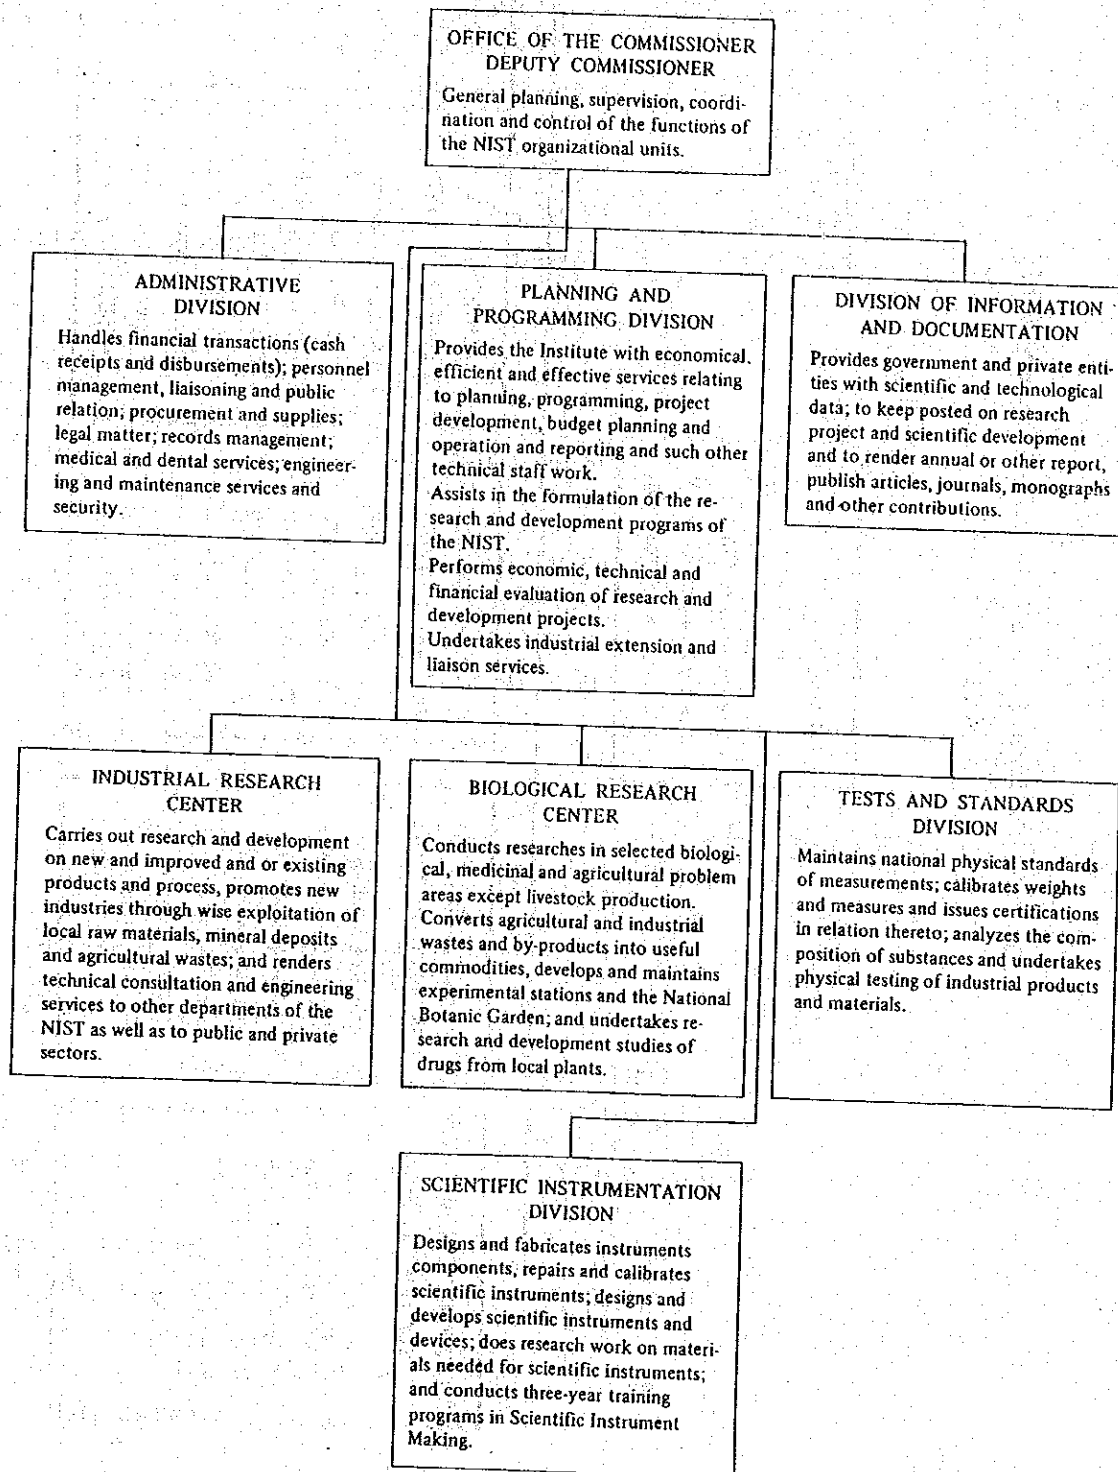 OFFICE OF THE COMMISSIONER
DEPUTY COMMISSIONER
General planning, supervision, coordi-
nation and control of the functions of
the NIST organizational units.
ADMINISTRATIVE
DIVISION
Handles financial transactions (cash
receipts and disbursements); personnel
management, liaisoning and public
relation; procurement and supplies;
legal matter; records management;
medical and dental services; engineer-
ing and maintenance services and
security.
PLANNING AND
PROGRAMMING DIVISION
Provides the Institute with economical,
efficient and effective services relating
to planning, programming, project
development, budget planning and
operation and reporting and such other
technical staff work.
Assists in the formulation of the re-
search and development programs of
the NIST.
Performs economic, technical and
financial evaluation of research and
development projects.
Undertakes industrial extension and
liaison services.
DIVISION OF INFORMATION
AND DOCUMENTATION
Provides government and private enti-
ties with scientific and technological
data; to keep posted on research
project and scientific development
and to render annual or other report,
publish articles, journals, monographs
and other contributions.
INDUSTRIAL RESEARCH
CENTER
Carries out research and development
on new and improved and or existing
products and process, promotes new
industries through wise exploitation of
local raw materials, mineral deposits
and agricultural wastes; and renders
technical consultation and engineering
services to other departments of the
NIST as well as to public and private
sectors.
BIOLOGICAL RESEARCH
CENTER
Conducts researches in selected biologi-
cal, medicinal and agricultural problem
areas except livestock production.
Converts agricultural and industrial
wastes and by-products into useful
commodities, develops and maintains
experimental stations and the National
Botanic Garden; and undertakes re-
search and development studies of
drugs from local plants.
TESTS AND STANDARDS
DIVISION
Maintains national physical standards
of measurements; calibrates weights
and measures and issues certifications
in relation thereto; analyzes the com-
position of substances and undertakes
physical testing of industrial products
and materials.
SCIENTIFIC INSTRUMENTATION
DIVISION
Designs and fabricates instruments
components, repairs and calibrates
scientific instruments; designs and
develops scientific instruments and
devices; does research work on materi-
als needed for scientific instruments;
and conducts three-year training
programs in Scientific Instrument
Making.